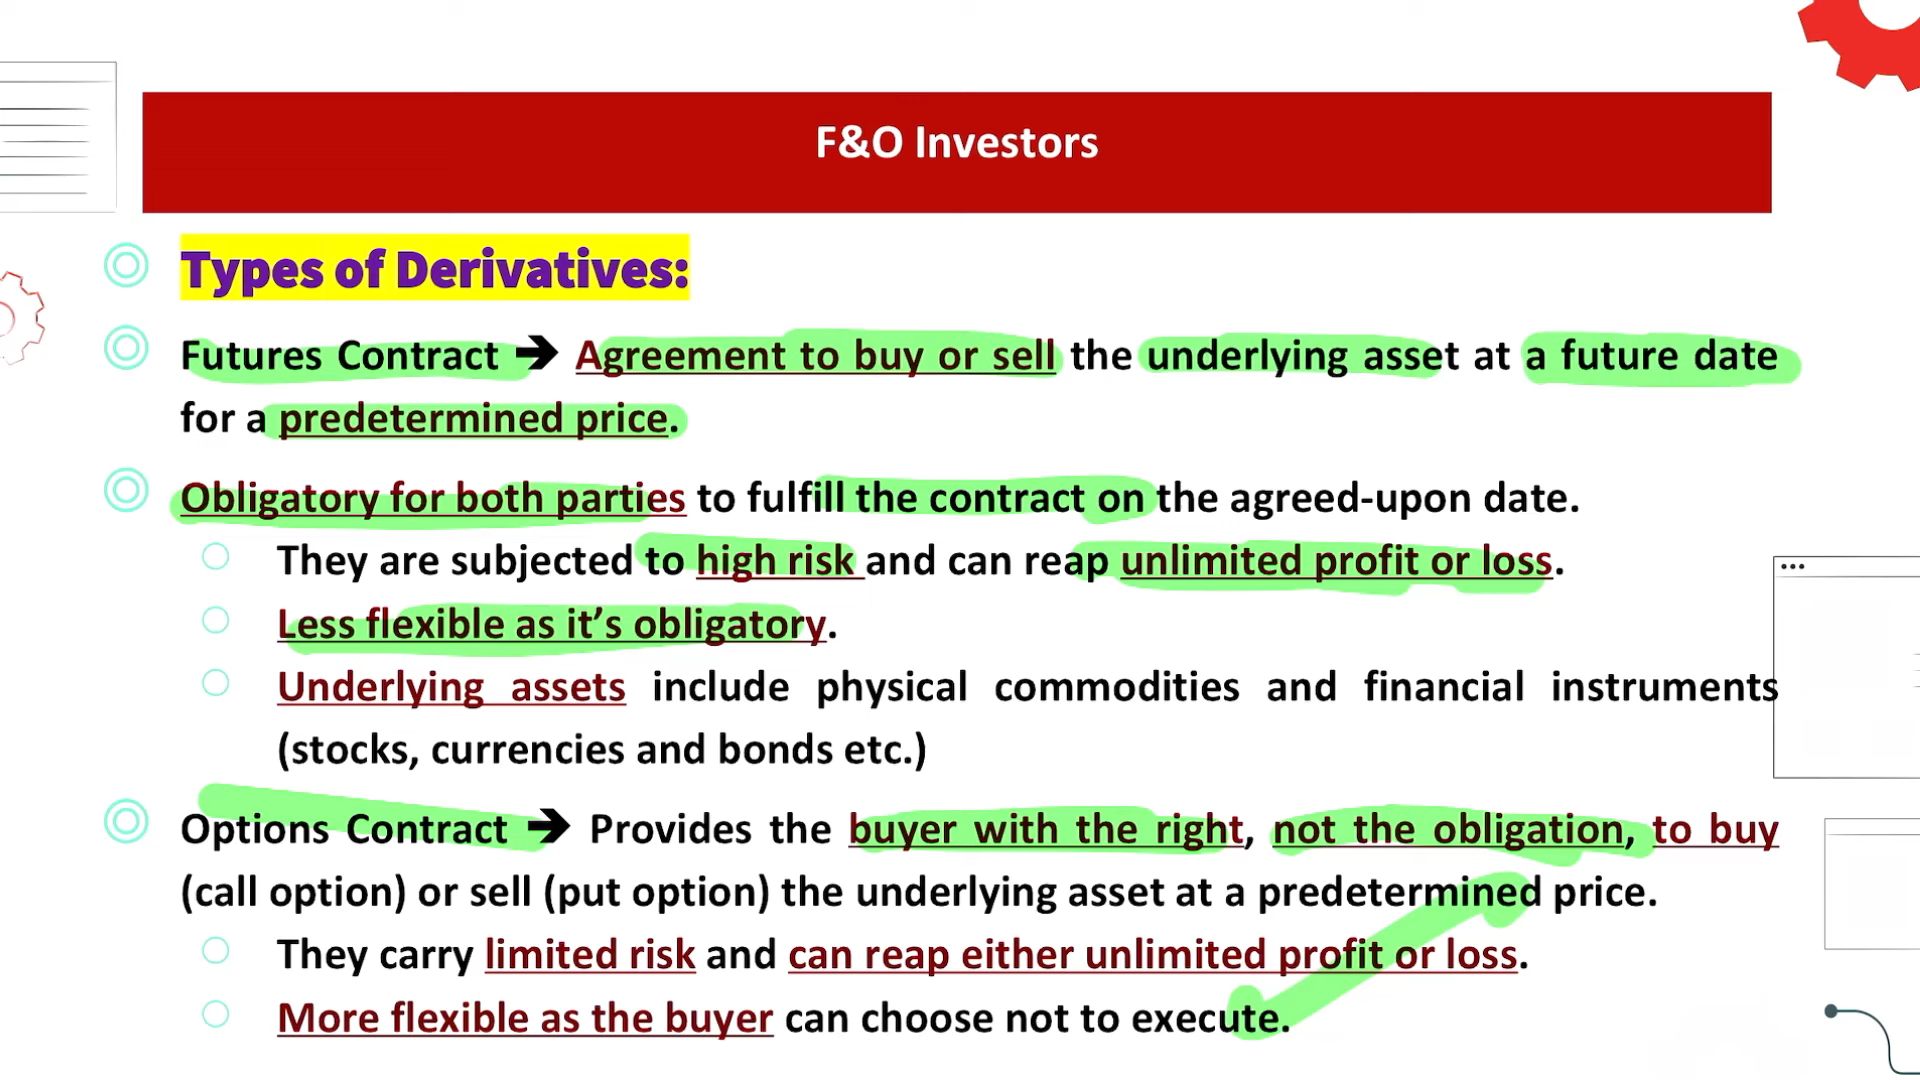 F&O Investors
Types of Derivatives:
Futures Contract ➔ Agreement to buy or sell the underlying asset at a future date
for a predetermined price.
Obligatory for both parties to fulfill the contract on the agreed-upon date.
They are subjected to high risk and can reap unlimited profit or loss.
Less flexible as it’s obligatory.
Underlying assets include physical commodities and financial instruments
(stocks, currencies and bonds etc.)
Options Contract ➔ Provides the buyer with the right, not the obligation, to buy
(call option) or sell (put option) the underlying asset at a predetermined price.
They carry limited risk and can reap either unlimited profit or loss.
More flexible as the buyer can choose not to execute.